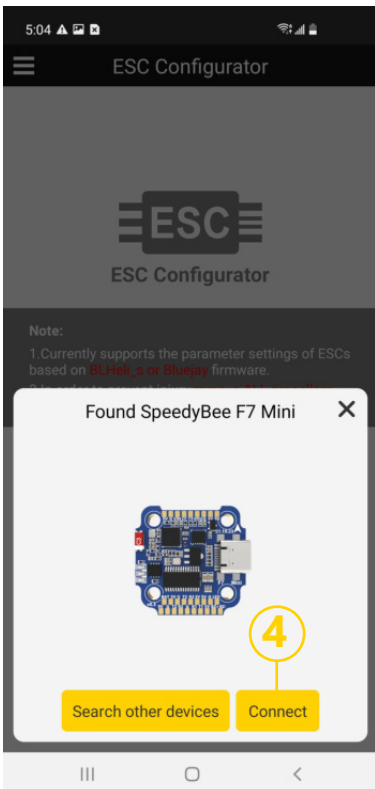 5:04
ESC Configurator
ESC
ESC Configurator
Note:
1.Currently supports the parameter settings of ESCs
based on BLHeli_s or Bluejay firmware.
Found SpeedyBee F7 Mini
4
Search other devices
Connect